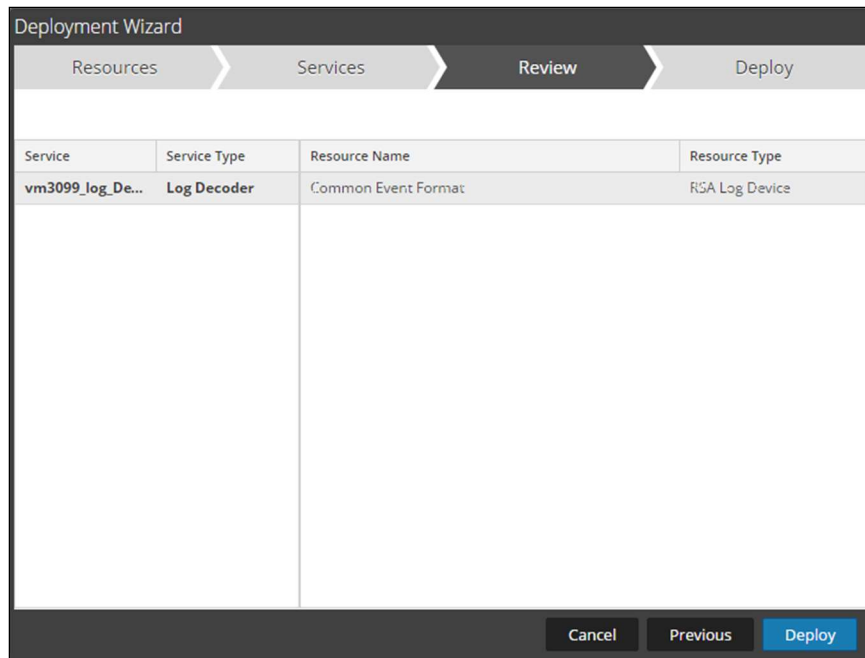 Deployment Wizard
Resources Services Review Deploy
Service Service Type Resource Name Resource Type
vm3099_log_De... Log Decoder Common Event Format RSA Log Device
Cancel Previous Deploy